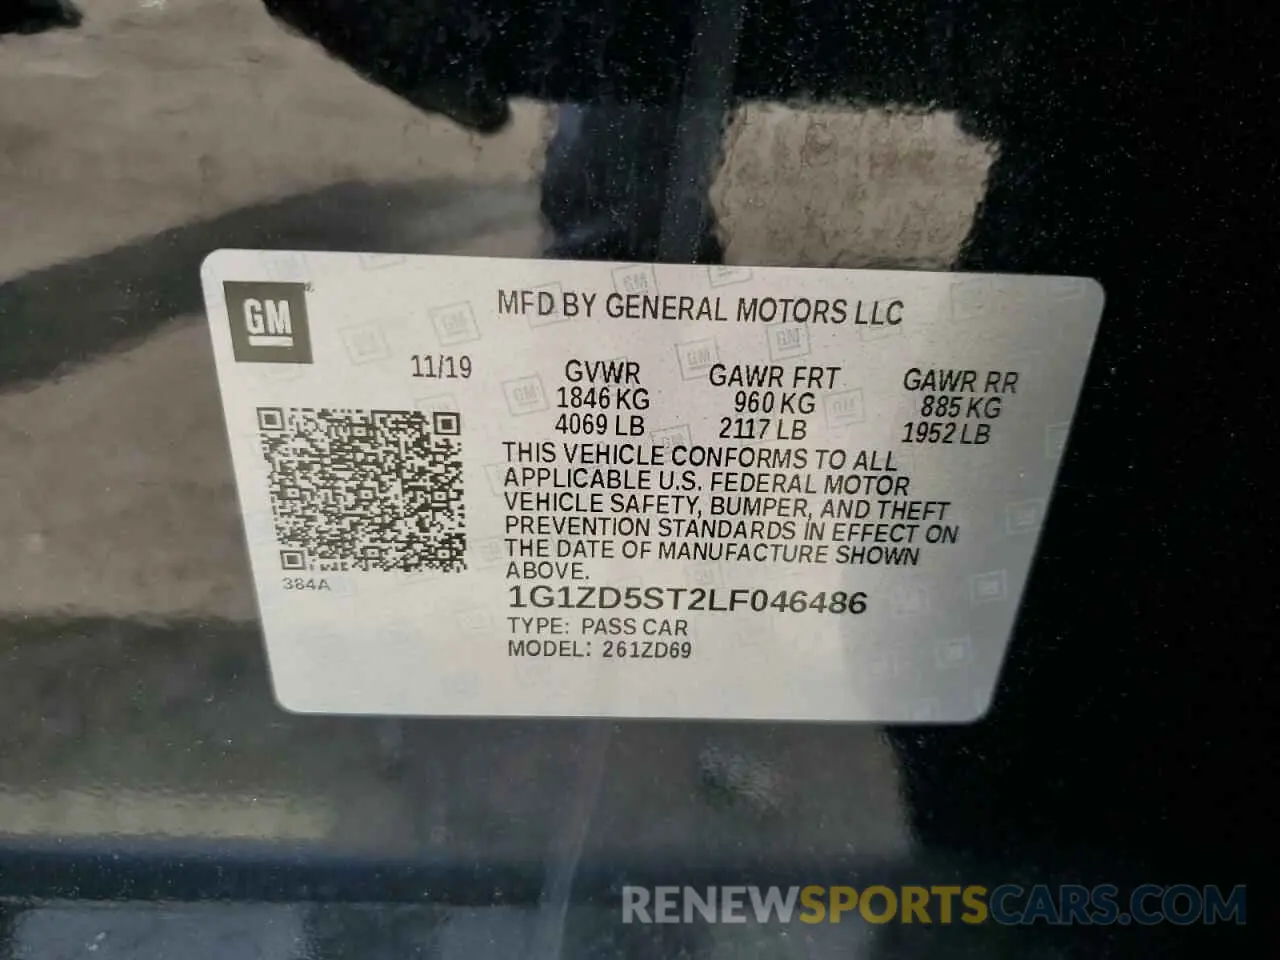 GM ®
MFD BY GENERAL MOTORS LLC
11/19
GVWR GAWR FRT GAWR RR
1846 KG 960 KG 885 KG
4069 LB 2117 LB 1952 LB
THIS VEHICLE CONFORMS TO ALL
APPLICABLE U.S. FEDERAL MOTOR
VEHICLE SAFETY, BUMPER, AND THEFT
PREVENTION STANDARDS IN EFFECT ON
THE DATE OF MANUFACTURE SHOWN
ABOVE.
384A
1G1ZD5ST2LF046486
TYPE: PASS CAR
MODEL: 261ZD69
RENEWSPORTSCARS.COM